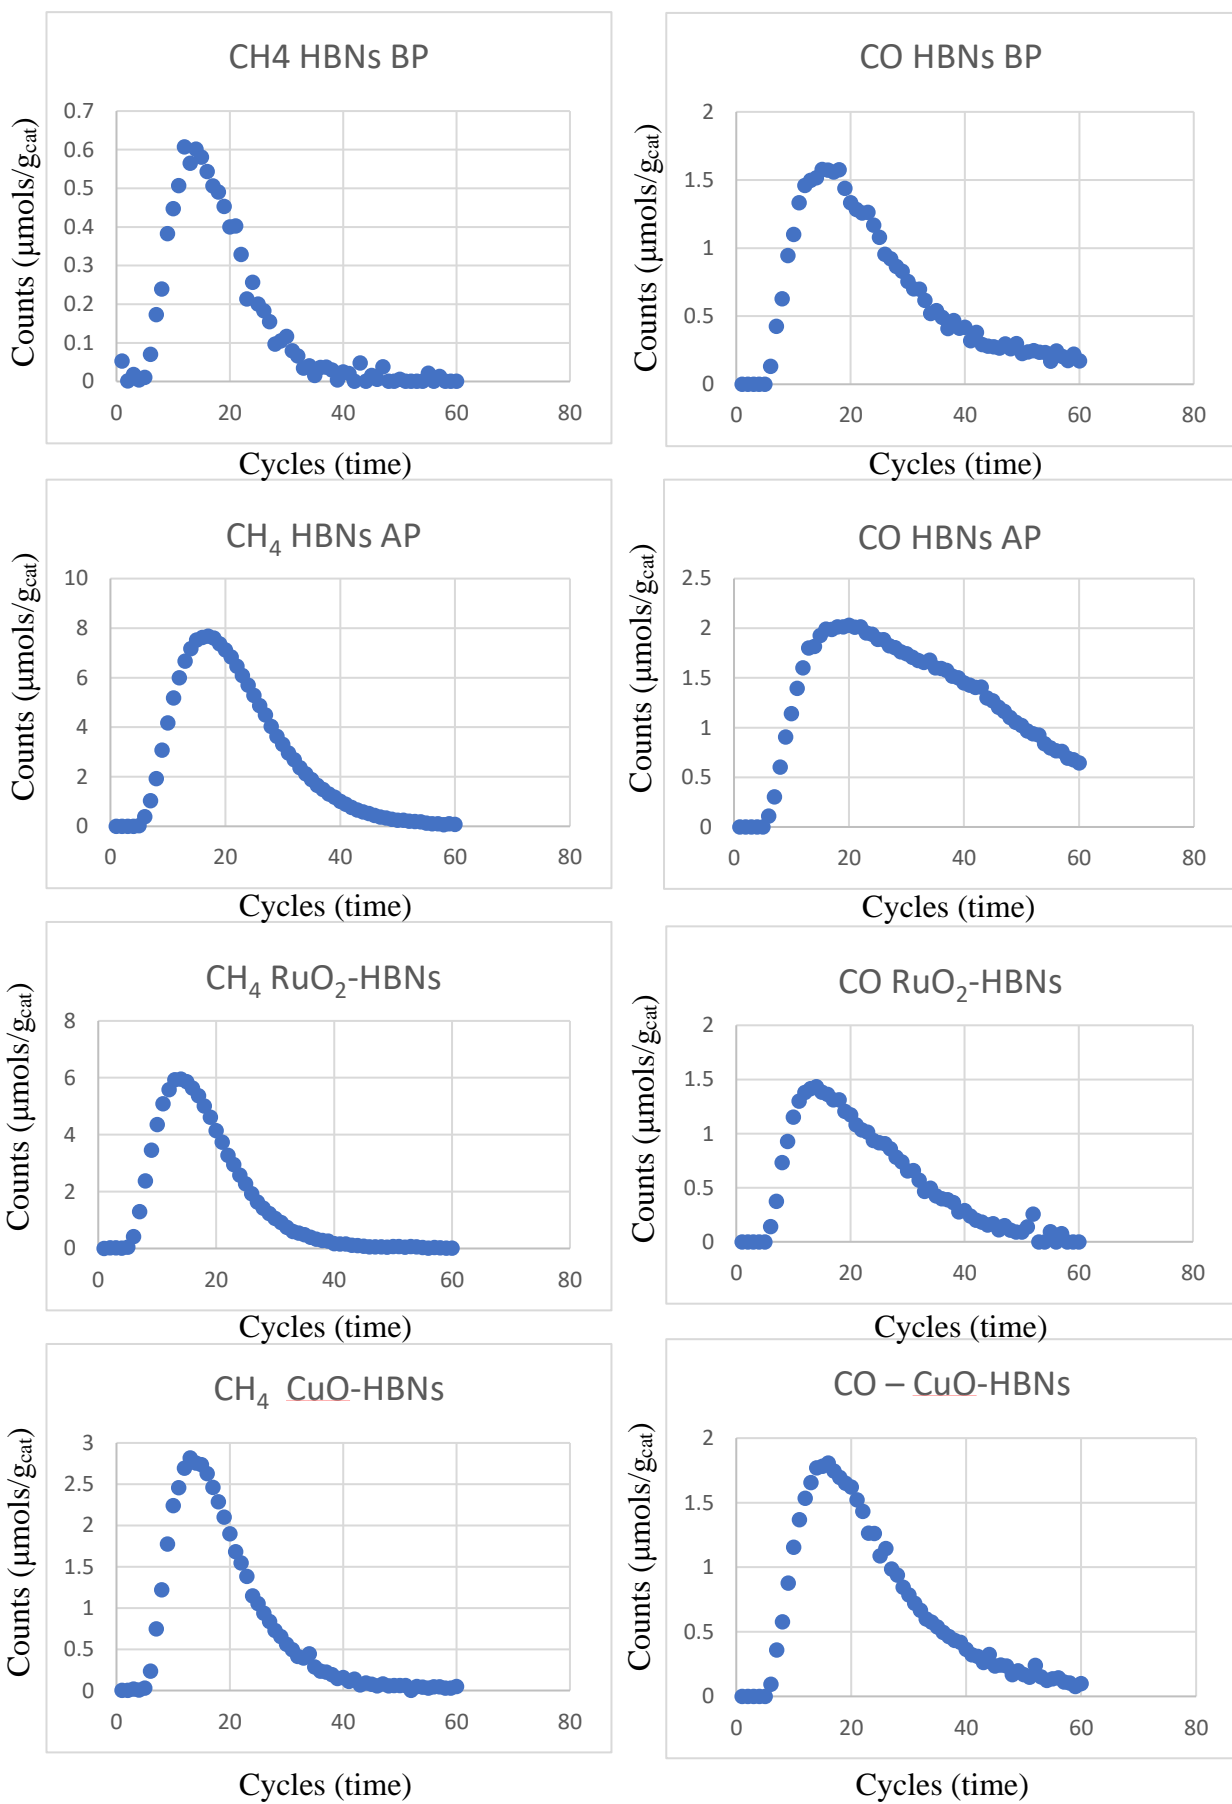 CH4 HBNs BP
Counts (µmols/gcat)
0.7
0.6
0.5
0.4
0.3
0.2
0.1
0
0 20 40 60 80
Cycles (time)
CO HBNs BP
Counts (µmols/gcat)
2
1.5
1
0.5
0
0 20 40 60 80
Cycles (time)
CH₄ HBNs AP
Counts (µmols/gcat)
10
8
6
4
2
0
0 20 40 60 80
Cycles (time)
CO HBNs AP
Counts (µmols/gcat)
2.5
2
1.5
1
0.5
0
0 20 40 60 80
Cycles (time)
CH₄ RuO₂-HBNs
Counts (µmols/gcat)
8
6
4
2
0
0 20 40 60 80
Cycles (time)
CO RuO₂-HBNs
Counts (µmols/gcat)
2
1.5
1
0.5
0
0 20 40 60 80
Cycles (time)
CH₄ CuO-HBNs
Counts (µmols/gcat)
3
2.5
2
1.5
1
0.5
0
0 20 40 60 80
Cycles (time)
CO – CuO-HBNs
Counts (µmols/gcat)
2
1.5
1
0.5
0
0 20 40 60 80
Cycles (time)